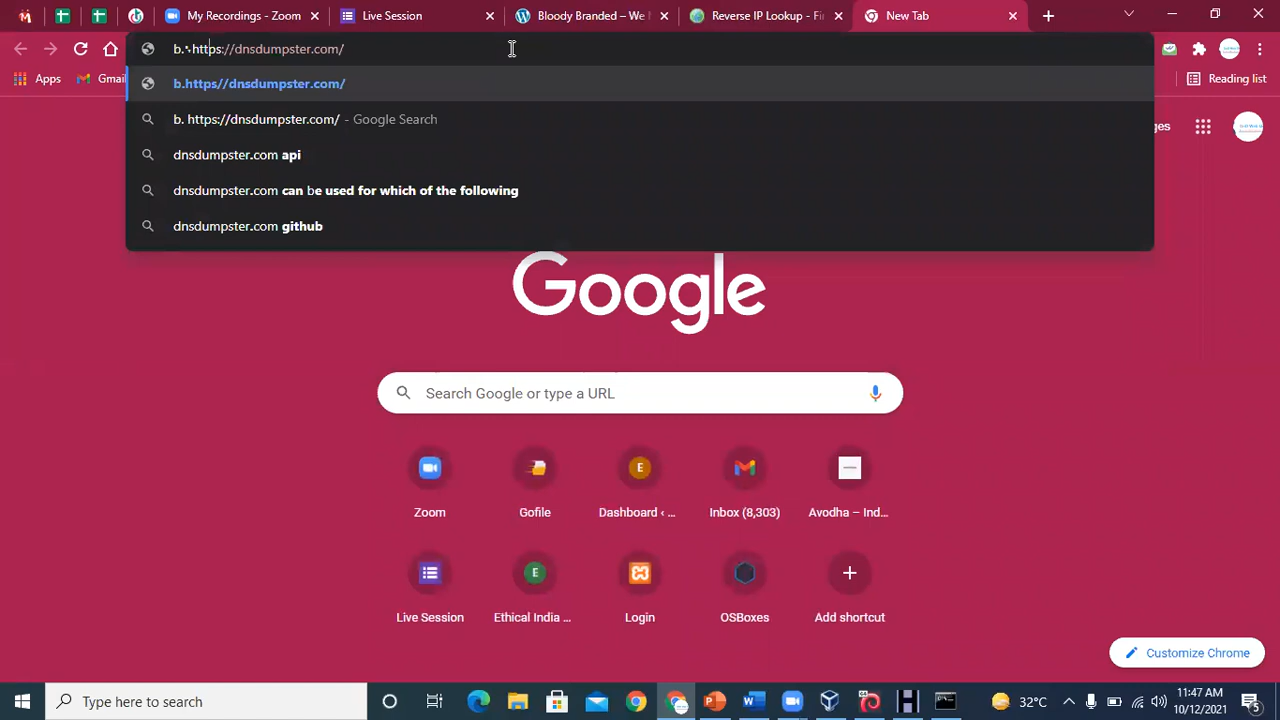 My Recordings - Zoom
Live Session
Bloody Branded – We M
Reverse IP Lookup - Fin
New Tab
b. https://dnsdumpster.com/
Apps
Gmai
Reading list
b.https//dnsdumpster.com/
b. https://dnsdumpster.com/ - Google Search
ges
dnsdumpster.com api
dnsdumpster.com can be used for which of the following
dnsdumpster.com github
Google
Search Google or type a URL
E
Zoom
Gofile
Dashboard ‹ ...
Inbox (8,303)
Avodha – Ind...
E
Live Session
Ethical India ...
Login
OSBoxes
Add shortcut
Customize Chrome
Type here to search
32°C
11:47 AM
10/12/2021
5